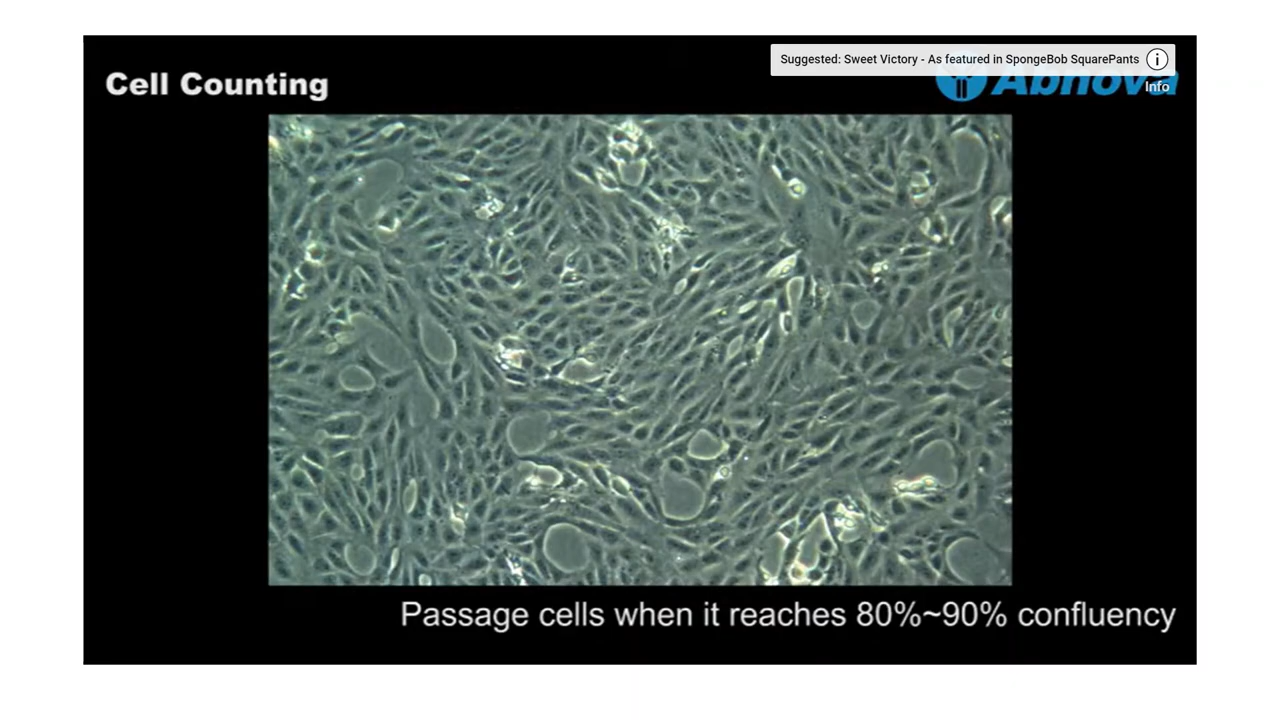 Suggested: Sweet Victory - As featured in SpongeBob SquarePants
Cell Counting
Abnova
Info
Passage cells when it reaches 80%~90% confluency